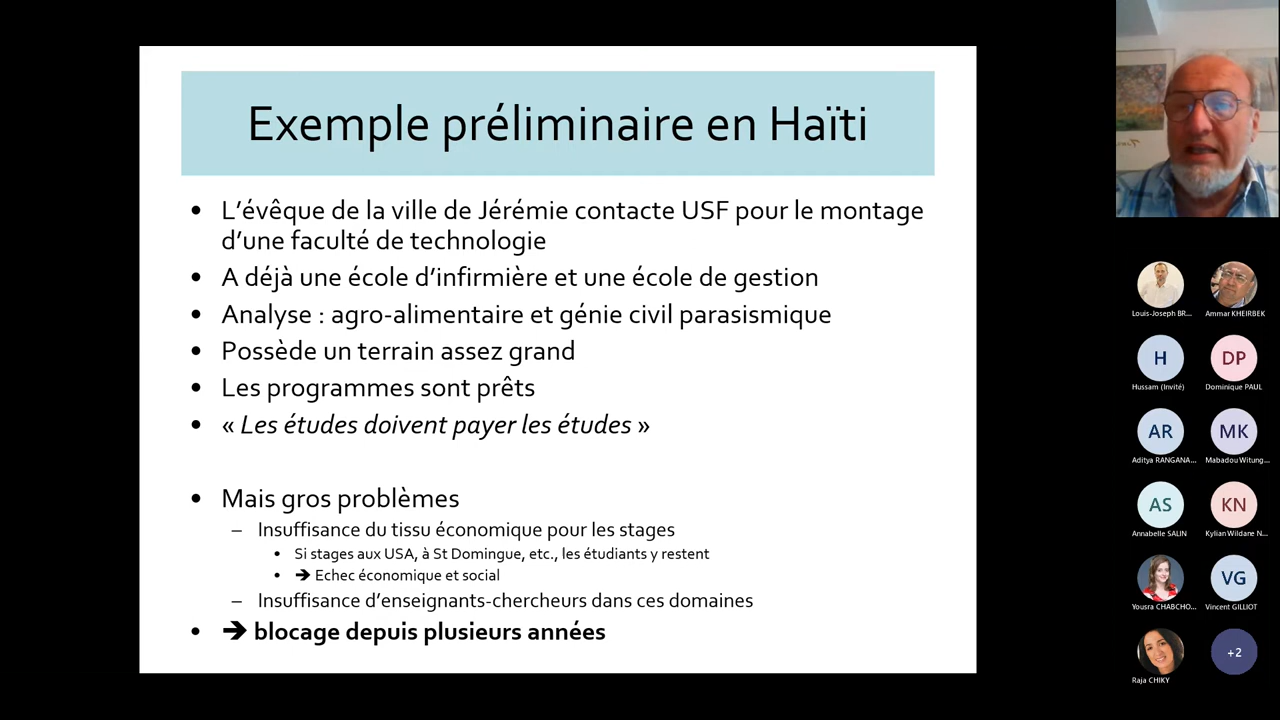 Exemple préliminaire en Haïti
• L’évêque de la ville de Jérémie contacte USF pour le montage
d’une faculté de technologie
• A déjà une école d’infirmière et une école de gestion
• Analyse : agro-alimentaire et génie civil parasismique
• Possède un terrain assez grand
• Les programmes sont prêts
• « Les études doivent payer les études »
• Mais gros problèmes
– Insuffisance du tissu économique pour les stages
• Si stages aux USA, à St Domingue, etc., les étudiants y restent
• ➔ Echec économique et social
– Insuffisance d’enseignants-chercheurs dans ces domaines
• ➔ blocage depuis plusieurs années
Louis-Joseph BR...
Ammar KHEIRBEK
H
Hussam (Invité)
DP
Dominique PAUL
AR
Aditya RANGANA...
MK
Mabadou Witung...
AS
Annabelle SALIN
KN
Kylian Wildane N...
Yousra CHABCHO...
VG
Vincent GILLIOT
Raja CHIKY
+2